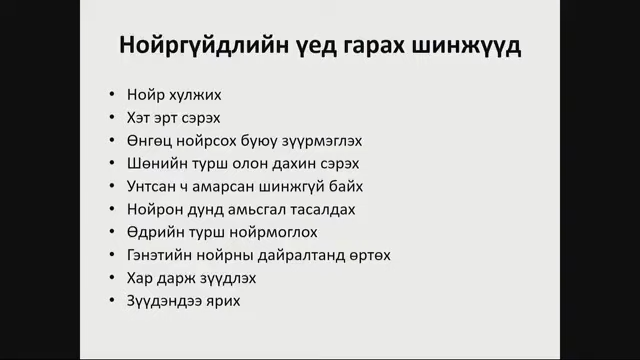 Нойргүйдлийн үед гарах шинжүүд
• Нойр хулжих
• Хэт эрт сэрэх
• Өнгөц нойрсох буюу зүүрмэглэх
• Шөнийн турш олон дахин сэрэх
• Унтсан ч амарсан шинжгүй байх
• Нойрон дунд амьсгал тасалдах
• Өдрийн турш нойрмоглох
• Гэнэтийн нойрны дайралтанд өртөх
• Хар дарж зүүдлэх
• Зүүдэндээ ярих